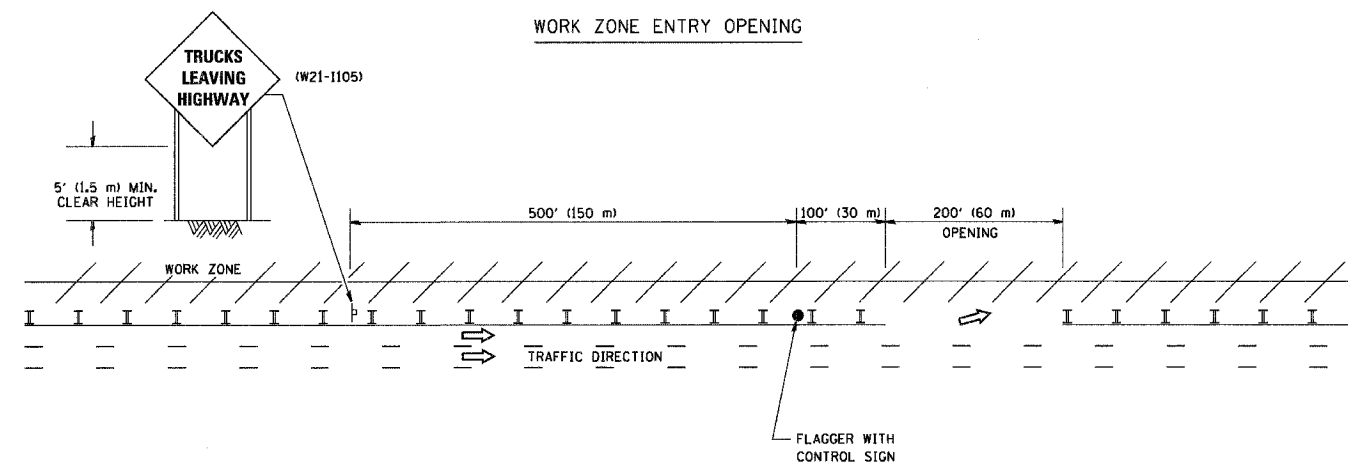 WORK ZONE ENTRY OPENING
TRUCKS
LEAVING
HIGHWAY
(W21-I105)
5' (1.5 m) MIN.
CLEAR HEIGHT
500' (150 m)
100' (30 m)
200' (60 m)
OPENING
WORK ZONE
TRAFFIC DIRECTION
FLAGGER WITH
CONTROL SIGN